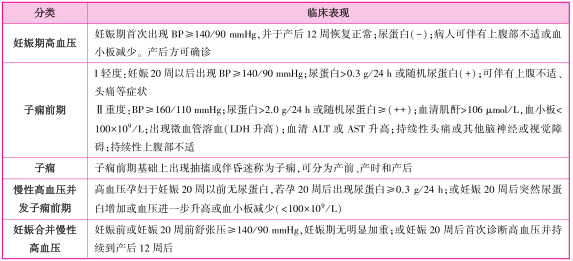 分类 临床表现
妊娠期高血压 妊娠期首次出现 BP≥140/90 mmHg,并于产后 12 周恢复正常;尿蛋白(-);病人可伴有上腹部不适或血
小板减少。产后方可确诊
子痫前期 Ⅰ轻度:妊娠 20 周以后出现 BP≥140/90 mmHg;尿蛋白>0.3 g/24 h 或随机尿蛋白(+);可伴有上腹不适、
头痛等症状
Ⅱ重度:BP≥160/110 mmHg;尿蛋白>2.0 g/24 h 或随机尿蛋白≥(++);血清肌酐>106 μmol/L,血小板<
100×10⁹/L;出现微血管溶血(LDH 升高);血清 ALT 或 AST 升高;持续性头痛或其他脑神经或视觉障
碍;持续性上腹部不适
子痫 子痫前期基础上出现抽搐或伴昏迷称为子痫,可分为产前、产时和产后
慢性高血压并
发子痫前期 高血压孕妇于妊娠 20 周以前无尿蛋白,若孕 20 周后出现尿蛋白≥0.3 g/24 h;或妊娠 20 周后突然尿蛋
白增加或血压进一步升高或血小板减少(<100×10⁹/L)
妊娠合并慢性
高血压 妊娠前或妊娠 20 周前舒张压≥140/90 mmHg,妊娠期无明显加重;或妊娠 20 周后首次诊断高血压并持
续到产后 12 周后